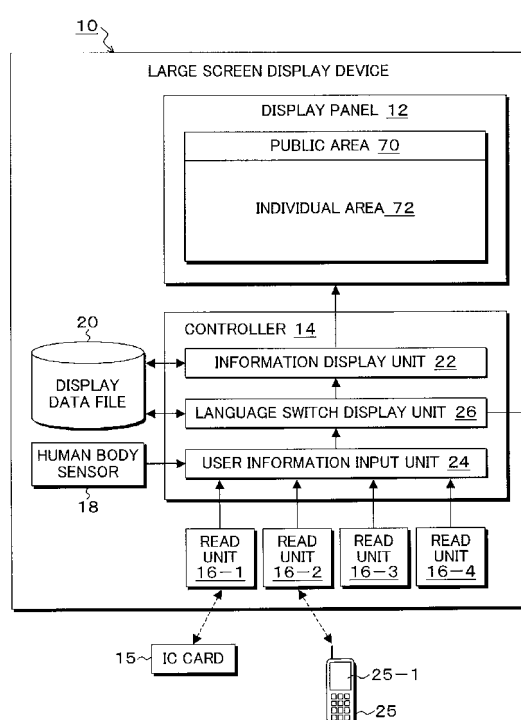 10
LARGE SCREEN DISPLAY DEVICE
DISPLAY PANEL 12
PUBLIC AREA 70
INDIVIDUAL AREA 72
20
DISPLAY
DATA FILE
CONTROLLER 14
INFORMATION DISPLAY UNIT 22
LANGUAGE SWITCH DISPLAY UNIT 26
HUMAN BODY
SENSOR
18
USER INFORMATION INPUT UNIT 24
READ
UNIT
16-1
READ
UNIT
16-2
READ
UNIT
16-3
READ
UNIT
16-4
15
IC CARD
25-1
25